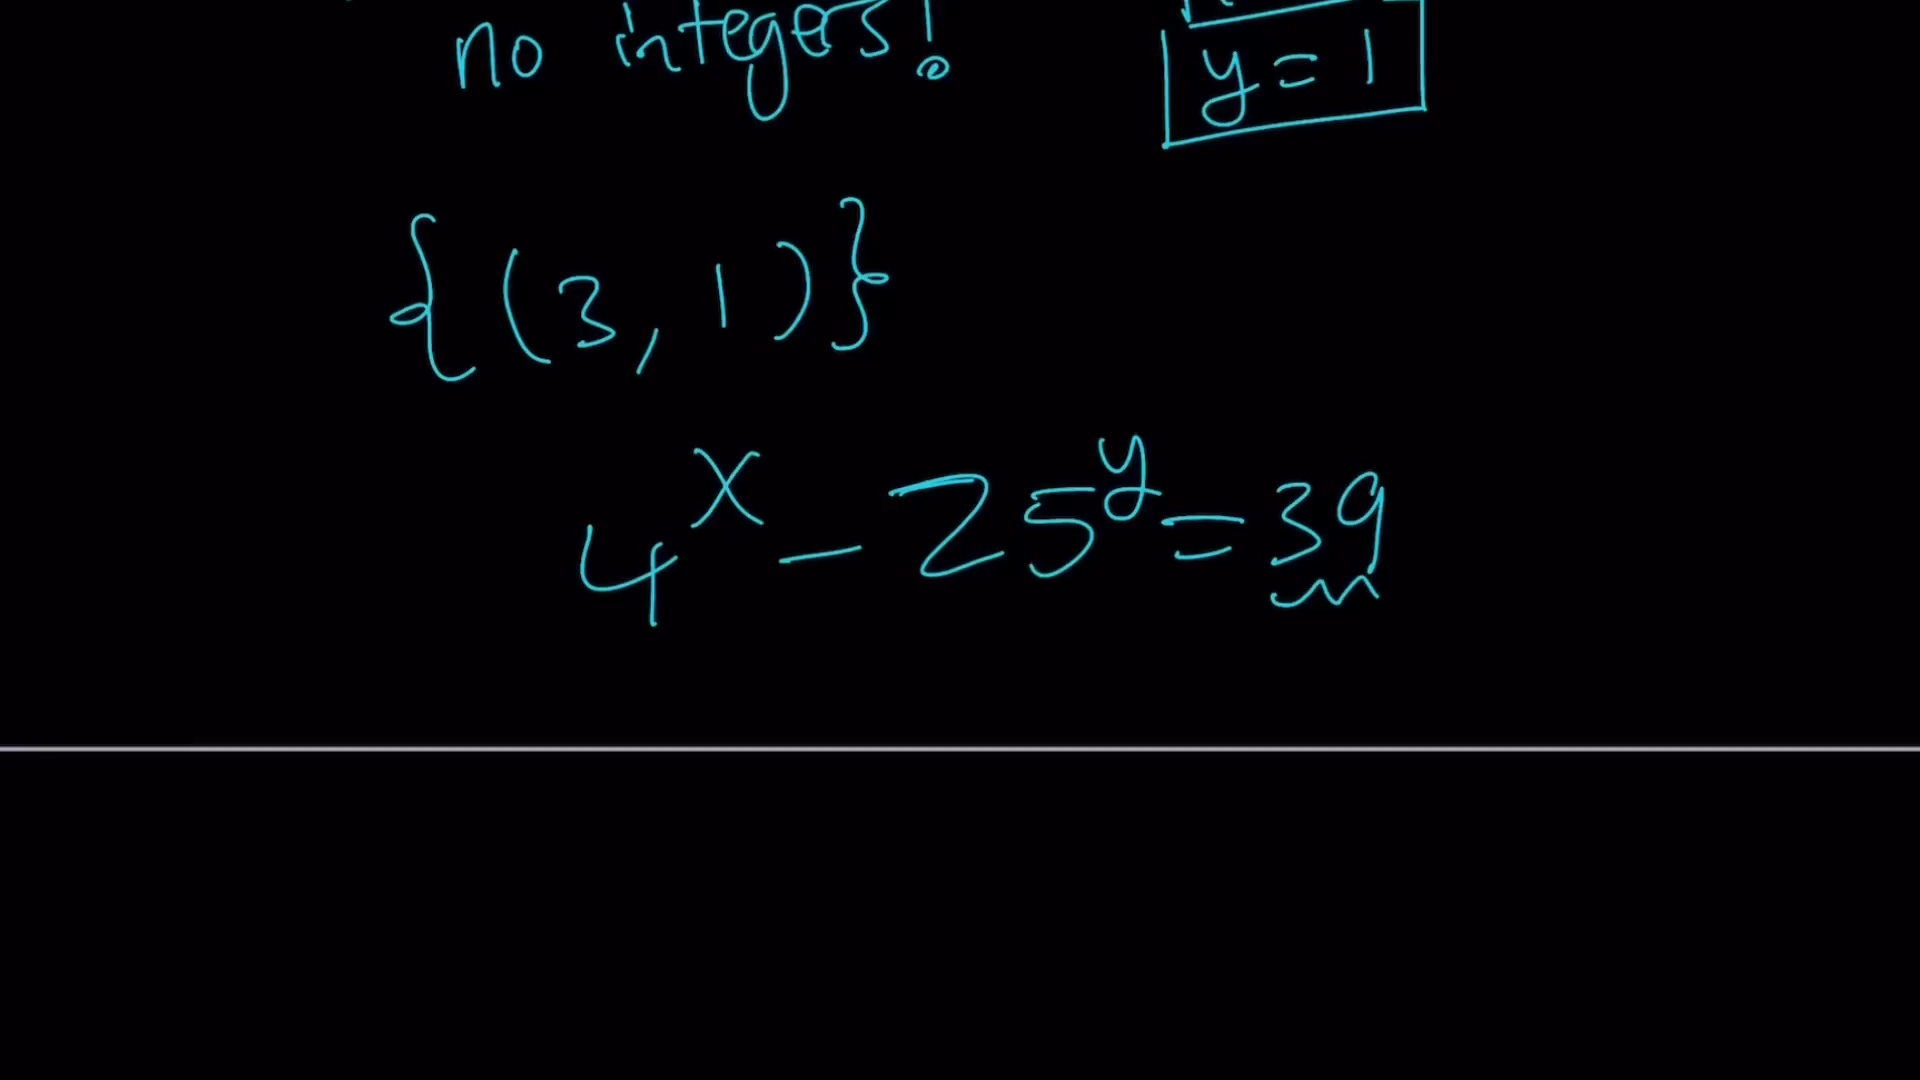 no integers!
y = 1
{(3, 1)}
4^x - 25^y = 39